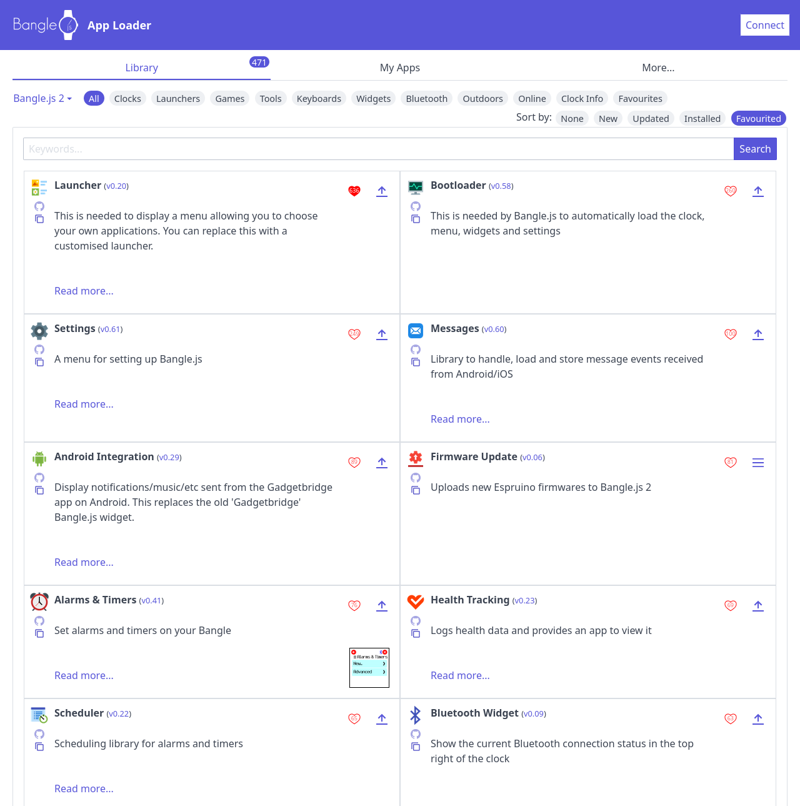 Bangle js App Loader
Connect
Library 471
My Apps
More...
Bangle.js 2
All Clocks Launchers Games Tools Keyboards Widgets Bluetooth Outdoors Online Clock Info Favourites
Sort by: None New Updated Installed Favourited
Keywords...
Search
Launcher (v0.20)
This is needed to display a menu allowing you to choose
your own applications. You can replace this with a
customised launcher.
Read more...
Bootloader (v0.58)
This is needed by Bangle.js to automatically load the clock,
menu, widgets and settings
Settings (v0.61)
A menu for setting up Bangle.js
Read more...
Messages (v0.60)
Library to handle, load and store message events received
from Android/iOS
Read more...
Android Integration (v0.29)
Display notifications/music/etc sent from the Gadgetbridge
app on Android. This replaces the old 'Gadgetbridge'
Bangle.js widget.
Read more...
Firmware Update (v0.06)
Uploads new Espruino firmwares to Bangle.js 2
Alarms & Timers (v0.41)
Set alarms and timers on your Bangle
Read more...
Alarms & Timers
New...
Advanced
Health Tracking (v0.23)
Logs health data and provides an app to view it
Read more...
Scheduler (v0.22)
Scheduling library for alarms and timers
Read more...
Bluetooth Widget (v0.09)
Show the current Bluetooth connection status in the top
right of the clock